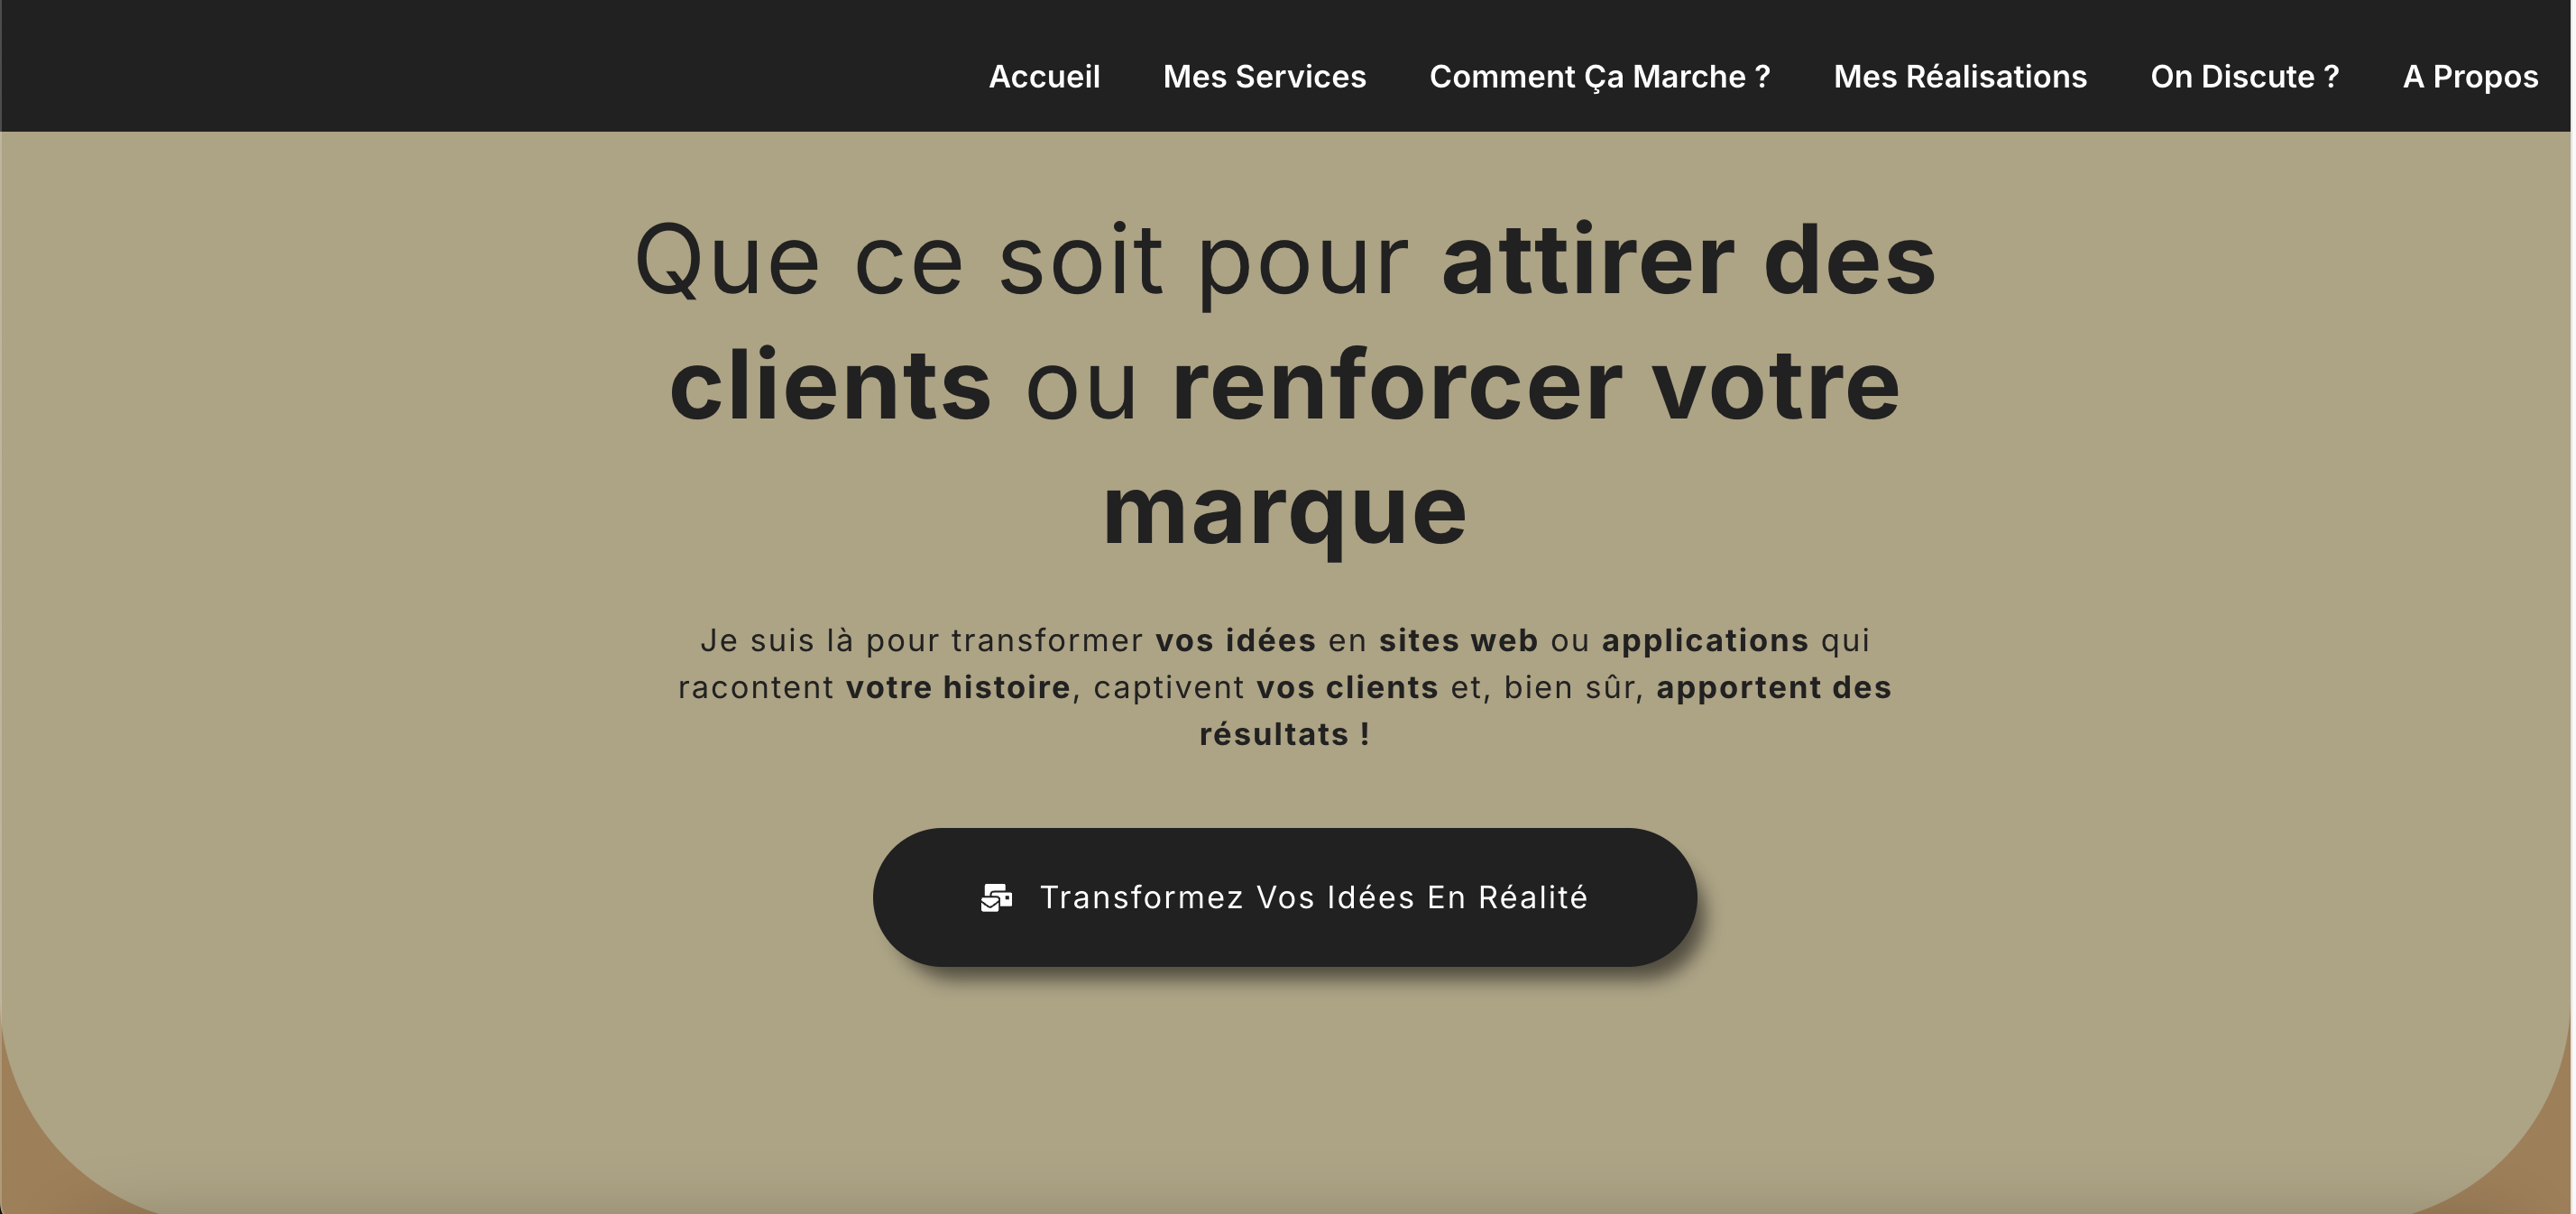 Accueil Mes Services Comment Ça Marche ? Mes Réalisations On Discute ? A Propos
Que ce soit pour attirer des
clients ou renforcer votre
marque
Je suis là pour transformer vos idées en sites web ou applications qui
racontent votre histoire, captivent vos clients et, bien sûr, apportent des
résultats !
Transformez Vos Idées En Réalité